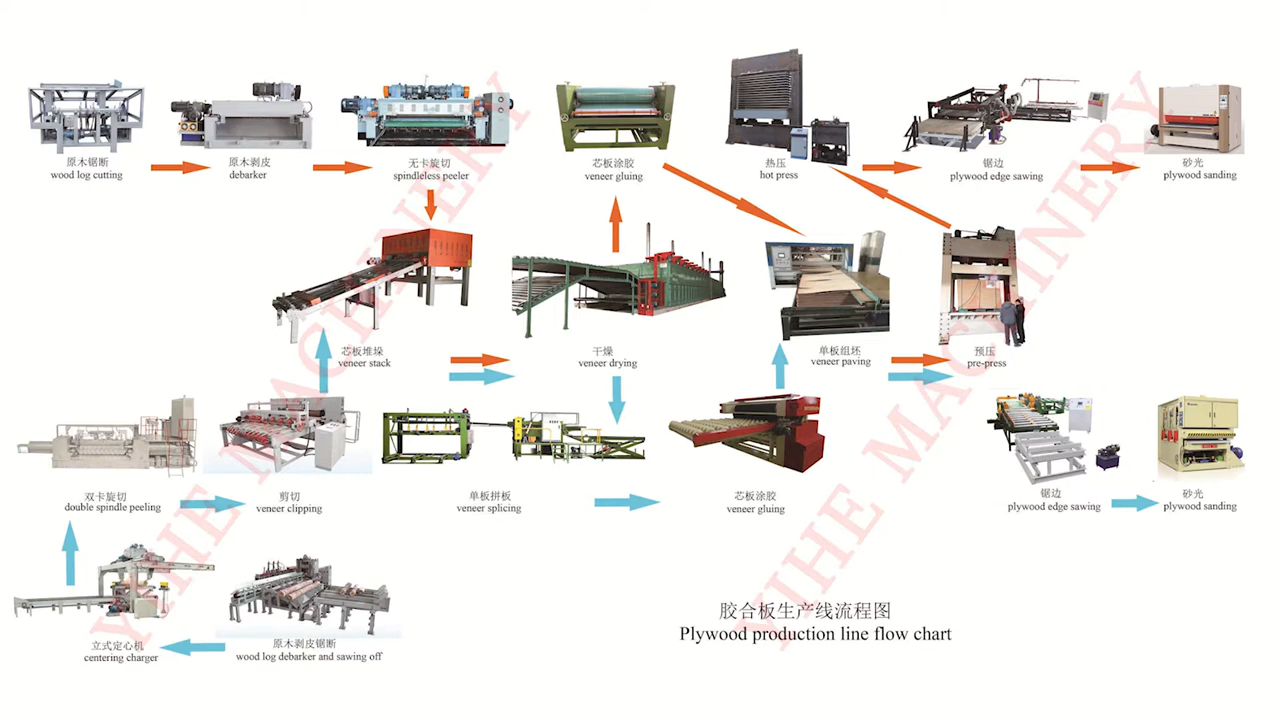 原木锯断
wood log cutting
原木剥皮
debarker
无卡旋切
spindleless peeler
芯板涂胶
veneer gluing
热压
hot press
锯边
plywood edge sawing
砂光
plywood sanding
芯板堆垛
veneer stack
干燥
veneer drying
单板组坯
veneer paving
预压
pre-press
双卡旋切
double spindle peeling
剪切
veneer clipping
单板拼板
veneer splicing
芯板涂胶
veneer gluing
锯边
plywood edge sawing
砂光
plywood sanding
立式定心机
centering charger
原木剥皮锯断
wood log debarker and sawing off
胶合板生产线流程图
Plywood production line flow chart
YIHE MACHINERY
YIHE MACHINERY